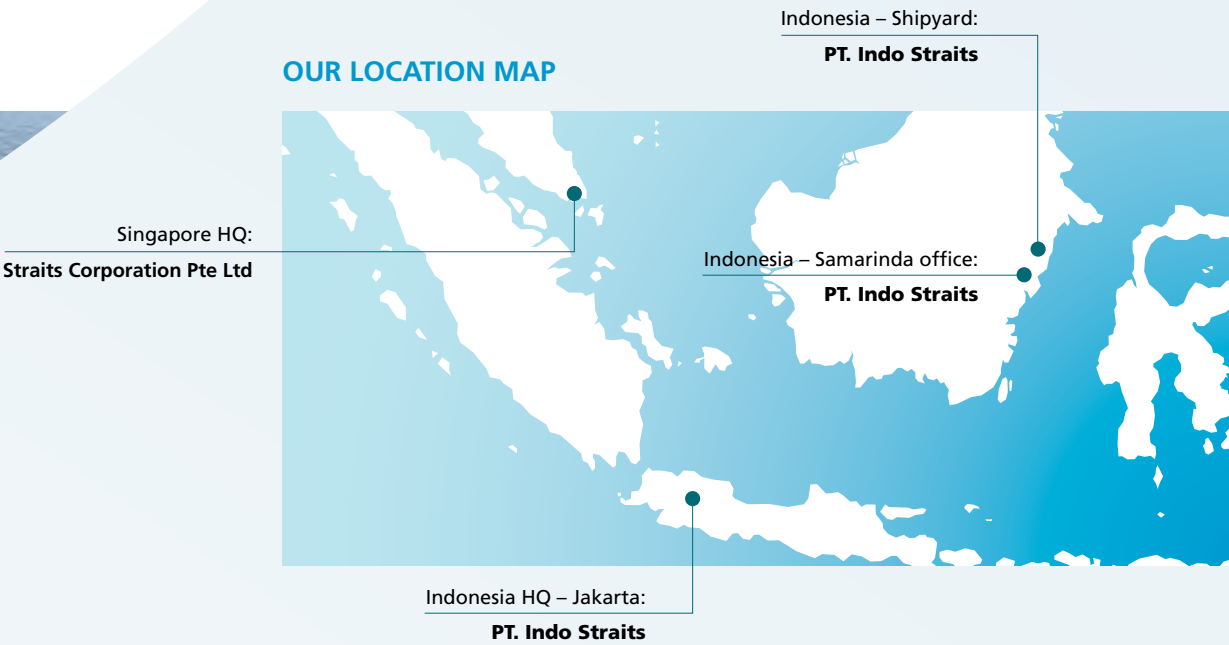 Indonesia – Shipyard:
PT. Indo Straits
OUR LOCATION MAP
Singapore HQ:
Straits Corporation Pte Ltd
Indonesia – Samarinda office:
PT. Indo Straits
Indonesia HQ – Jakarta:
PT. Indo Straits